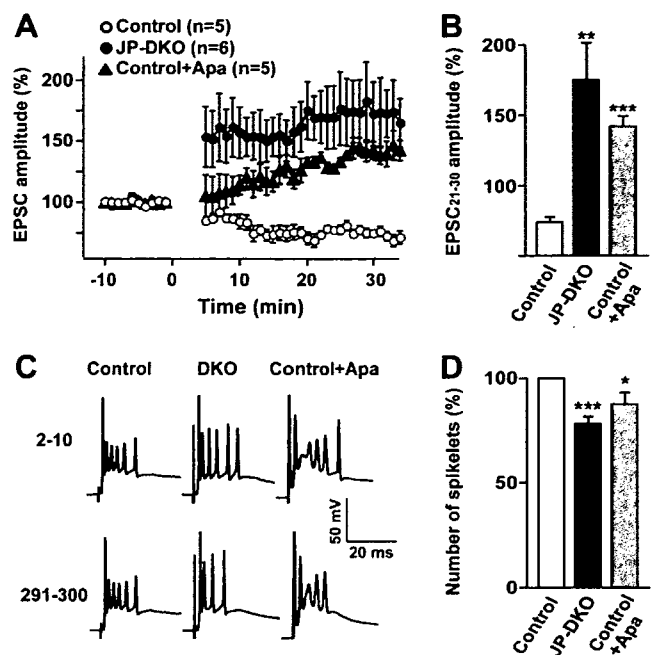 A
Control (n=5)
JP-DKO (n=6)
Control+Apa (n=5)
EPSC amplitude (%)
200
150
100
-10 0 10 20 30
Time (min)
B
EPSC21-30 amplitude (%)
200
150
100
**
***
Control
JP-DKO
Control
+Apa
C
Control DKO Control+Apa
2-10
291-300
50 mV
20 ms
D
Number of spikelets (%)
100
50
0
***
*
Control
JP-DKO
Control
+Apa